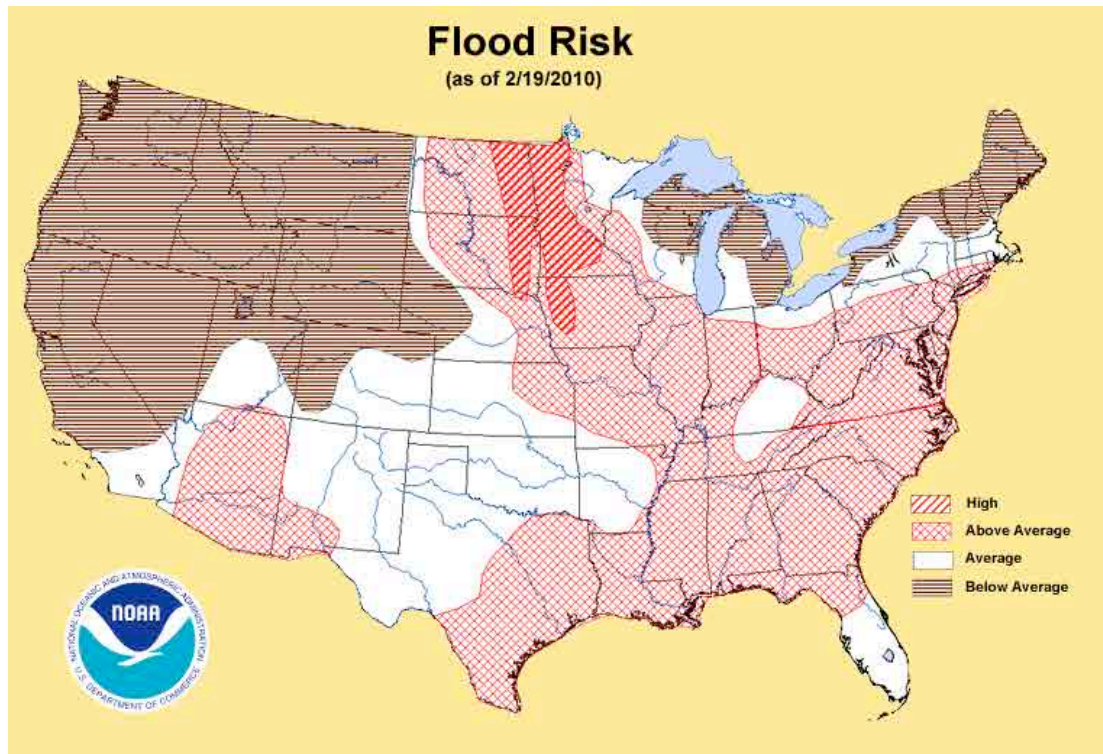 Flood Risk
(as of 2/19/2010)
High
Above Average
Average
Below Average
NATIONAL OCEANIC AND ATMOSPHERIC ADMINISTRATION
NOAA
U.S. DEPARTMENT OF COMMERCE